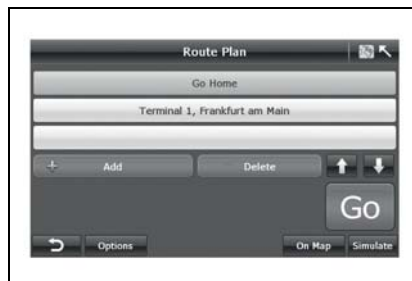 Route Plan
Go Home
Terminal 1, Frankfurt am Main
Add
Delete
Go
Options
On Map
Simulate